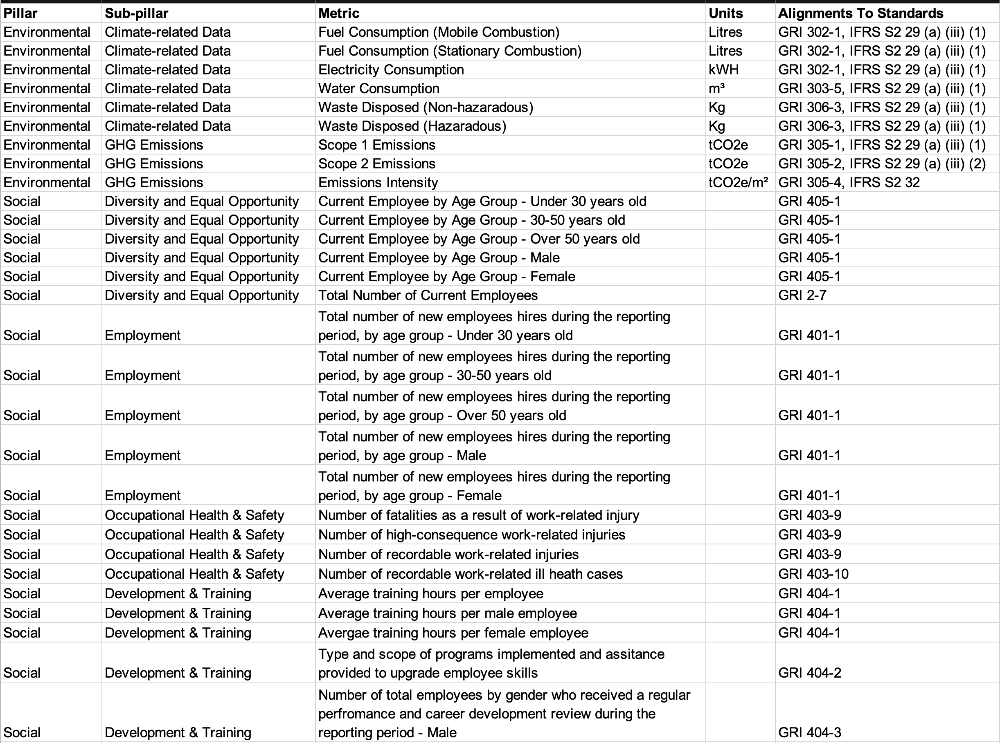 Pillar Sub-pillar Metric Units Alignments To Standards
Environmental Climate-related Data Fuel Consumption (Mobile Combustion) Litres GRI 302-1, IFRS S2 29 (a) (iii) (1)
Environmental Climate-related Data Fuel Consumption (Stationary Combustion) Litres GRI 302-1, IFRS S2 29 (a) (iii) (1)
Environmental Climate-related Data Electricity Consumption kWH GRI 302-1, IFRS S2 29 (a) (iii) (1)
Environmental Climate-related Data Water Consumption m³ GRI 303-5, IFRS S2 29 (a) (iii) (1)
Environmental Climate-related Data Waste Disposed (Non-hazaradous) Kg GRI 306-3, IFRS S2 29 (a) (iii) (1)
Environmental Climate-related Data Waste Disposed (Hazaradous) Kg GRI 306-3, IFRS S2 29 (a) (iii) (1)
Environmental GHG Emissions Scope 1 Emissions tCO2e GRI 305-1, IFRS S2 29 (a) (iii) (1)
Environmental GHG Emissions Scope 2 Emissions tCO2e GRI 305-2, IFRS S2 29 (a) (iii) (2)
Environmental GHG Emissions Emissions Intensity tCO2e/m² GRI 305-4, IFRS S2 32
Social Diversity and Equal Opportunity Current Employee by Age Group - Under 30 years old GRI 405-1
Social Diversity and Equal Opportunity Current Employee by Age Group - 30-50 years old GRI 405-1
Social Diversity and Equal Opportunity Current Employee by Age Group - Over 50 years old GRI 405-1
Social Diversity and Equal Opportunity Current Employee by Age Group - Male GRI 405-1
Social Diversity and Equal Opportunity Current Employee by Age Group - Female GRI 405-1
Social Diversity and Equal Opportunity Total Number of Current Employees GRI 2-7
Total number of new employees hires during the reporting
Social Employment period, by age group - Under 30 years old GRI 401-1
Total number of new employees hires during the reporting
Social Employment period, by age group - 30-50 years old GRI 401-1
Total number of new employees hires during the reporting
Social Employment period, by age group - Over 50 years old GRI 401-1
Total number of new employees hires during the reporting
Social Employment period, by age group - Male GRI 401-1
Total number of new employees hires during the reporting
Social Employment period, by age group - Female GRI 401-1
Social Occupational Health & Safety Number of fatalities as a result of work-related injury GRI 403-9
Social Occupational Health & Safety Number of high-consequence work-related injuries GRI 403-9
Social Occupational Health & Safety Number of recordable work-related injuries GRI 403-9
Social Occupational Health & Safety Number of recordable work-related ill heath cases GRI 403-10
Social Development & Training Average training hours per employee GRI 404-1
Social Development & Training Average training hours per male employee GRI 404-1
Social Development & Training Avergae training hours per female employee GRI 404-1
Type and scope of programs implemented and assitance
Social Development & Training provided to upgrade employee skills GRI 404-2
Number of total employees by gender who received a regular
perfromance and career development review during the
Social Development & Training reporting period - Male GRI 404-3